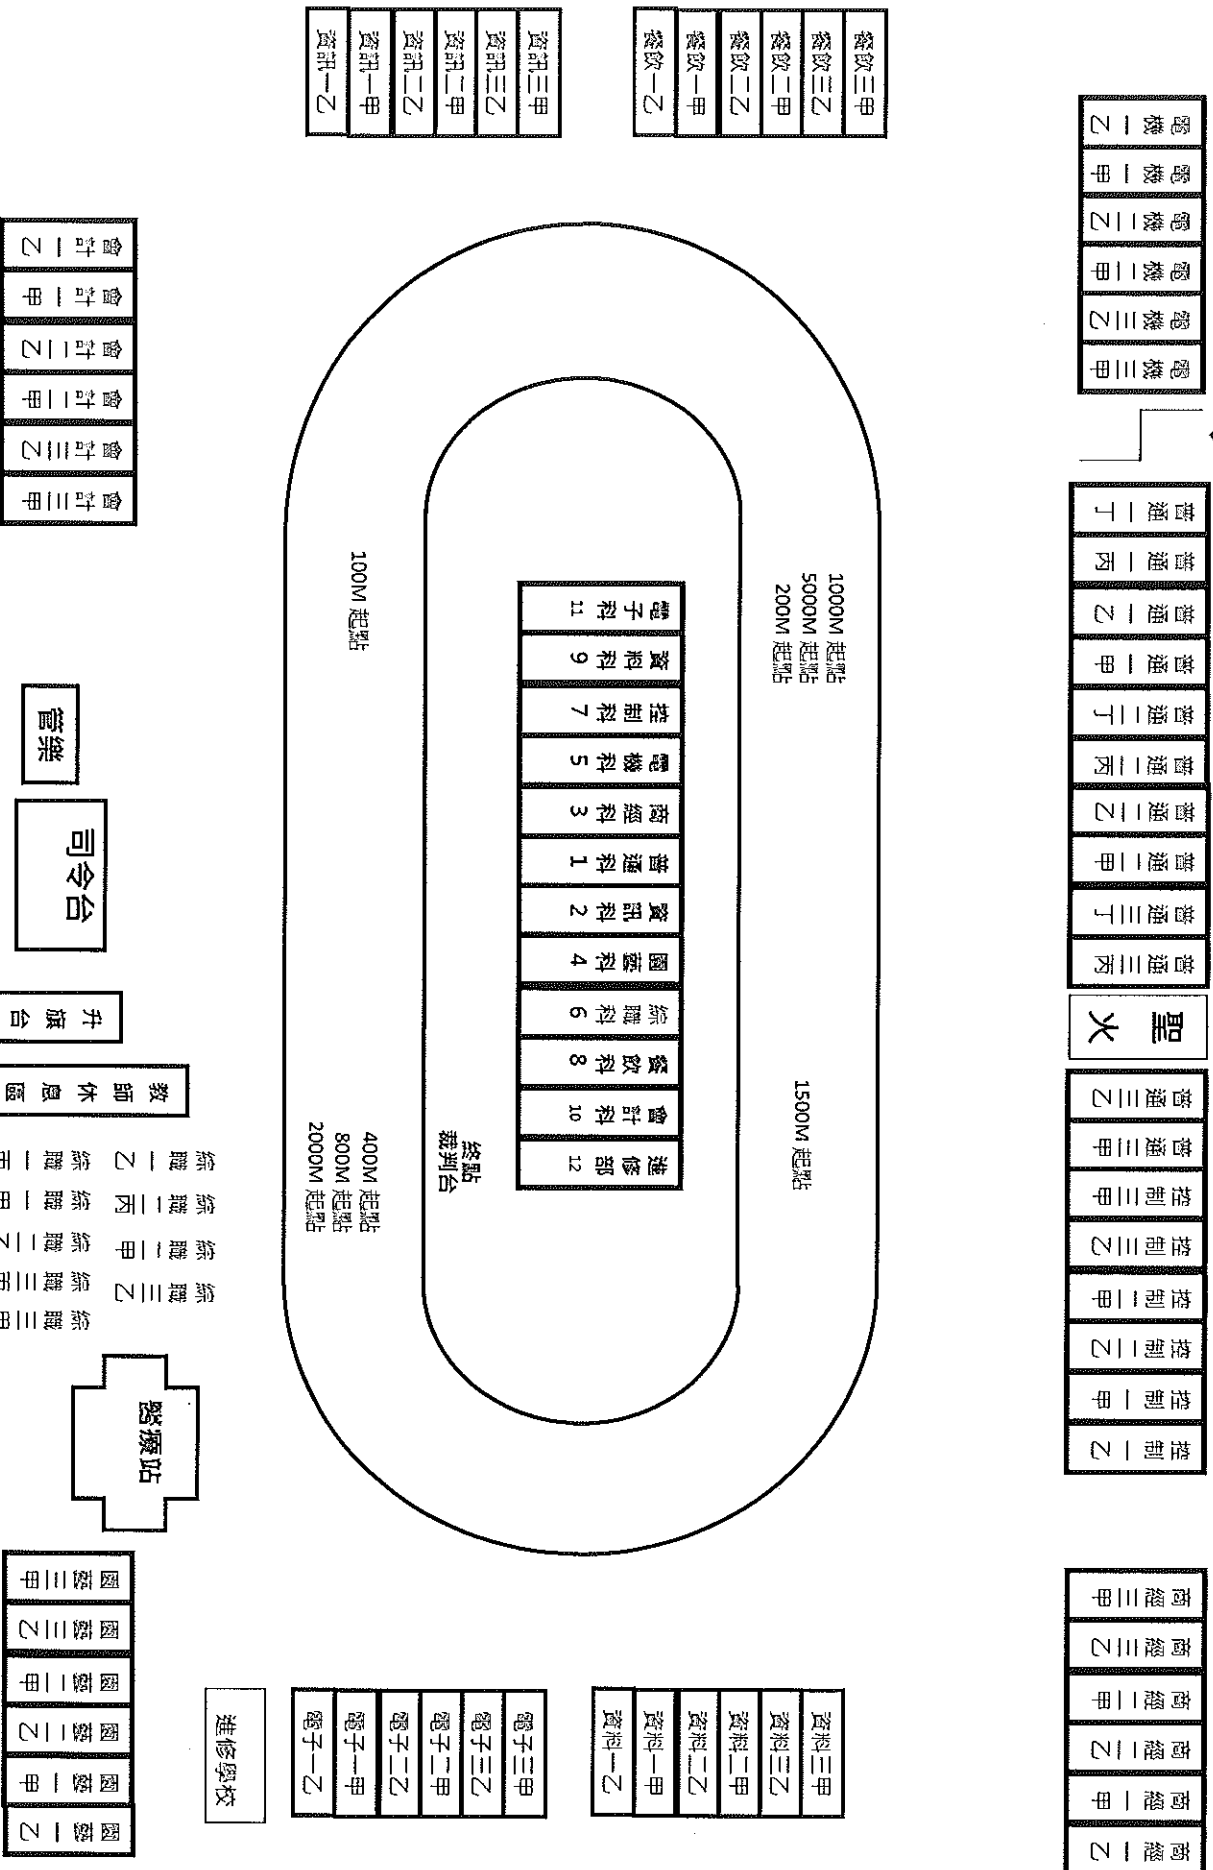 資訊三甲
資訊三乙
資訊二甲
資訊二乙
資訊一甲
資訊一乙
餐飲三甲
餐飲三乙
餐飲二甲
餐飲二乙
餐飲一甲
餐飲一乙
電機一乙
電機一甲
電機二乙
電機二甲
電機三乙
電機三甲
會計一乙
會計一甲
會計二乙
會計二甲
會計三乙
會計三甲
普通一丁
普通一丙
普通一乙
普通一甲
普通二丁
普通二丙
普通二乙
普通二甲
普通三丁
普通三丙
聖火
普通三乙
普通三甲
控制三甲
控制三乙
控制二甲
控制二乙
控制一甲
控制一乙
1000M 起點
5000M 起點
200M 起點
100M 起點
電子科 11
資料科 9
控制科 7
電機科 5
商經科 3
普通科 1
資訊科 2
園藝科 4
綜職科 6
餐飲科 8
會計科 10
進修部 12
1500M 起點
終點
裁判台
400M 起點
800M 起點
2000M 起點
管樂
司令台
升旗台
教師休息區
綜職一乙
綜職二丙
綜職二甲
綜職三乙
綜職一丙
綜職一甲
綜職二乙
綜職三丙
綜職三甲
醫療站
園藝三甲
園藝三乙
園藝二甲
園藝二乙
園藝一甲
園藝一乙
進修學校
電子三甲
電子三乙
電子二甲
電子二乙
電子一甲
電子一乙
資料三甲
資料三乙
資料二甲
資料二乙
資料一甲
資料一乙
商經三甲
商經三乙
商經二甲
商經二乙
商經一甲
商經一乙